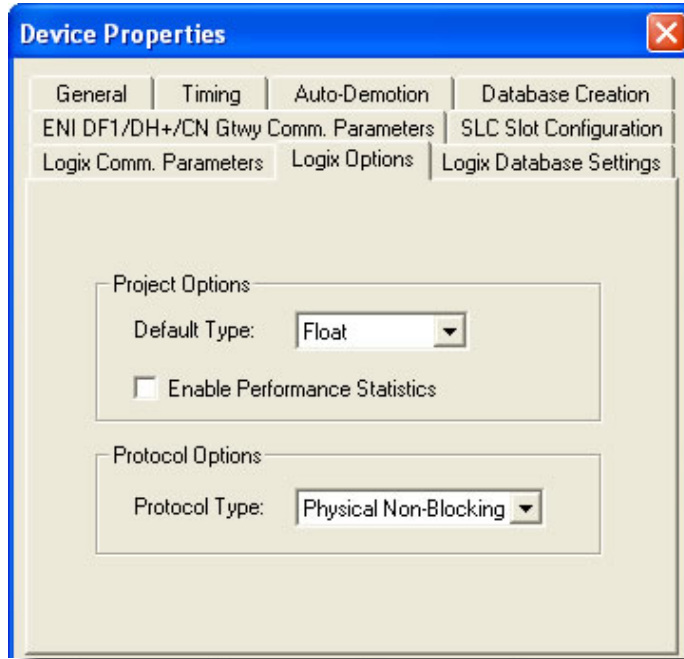 Device Properties
General Timing Auto-Demotion Database Creation
ENI DF1/DH+/CN Gtwy Comm. Parameters SLC Slot Configuration
Logix Comm. Parameters Logix Options Logix Database Settings
Project Options
Default Type: Float
Enable Performance Statistics
Protocol Options
Protocol Type: Physical Non-Blocking